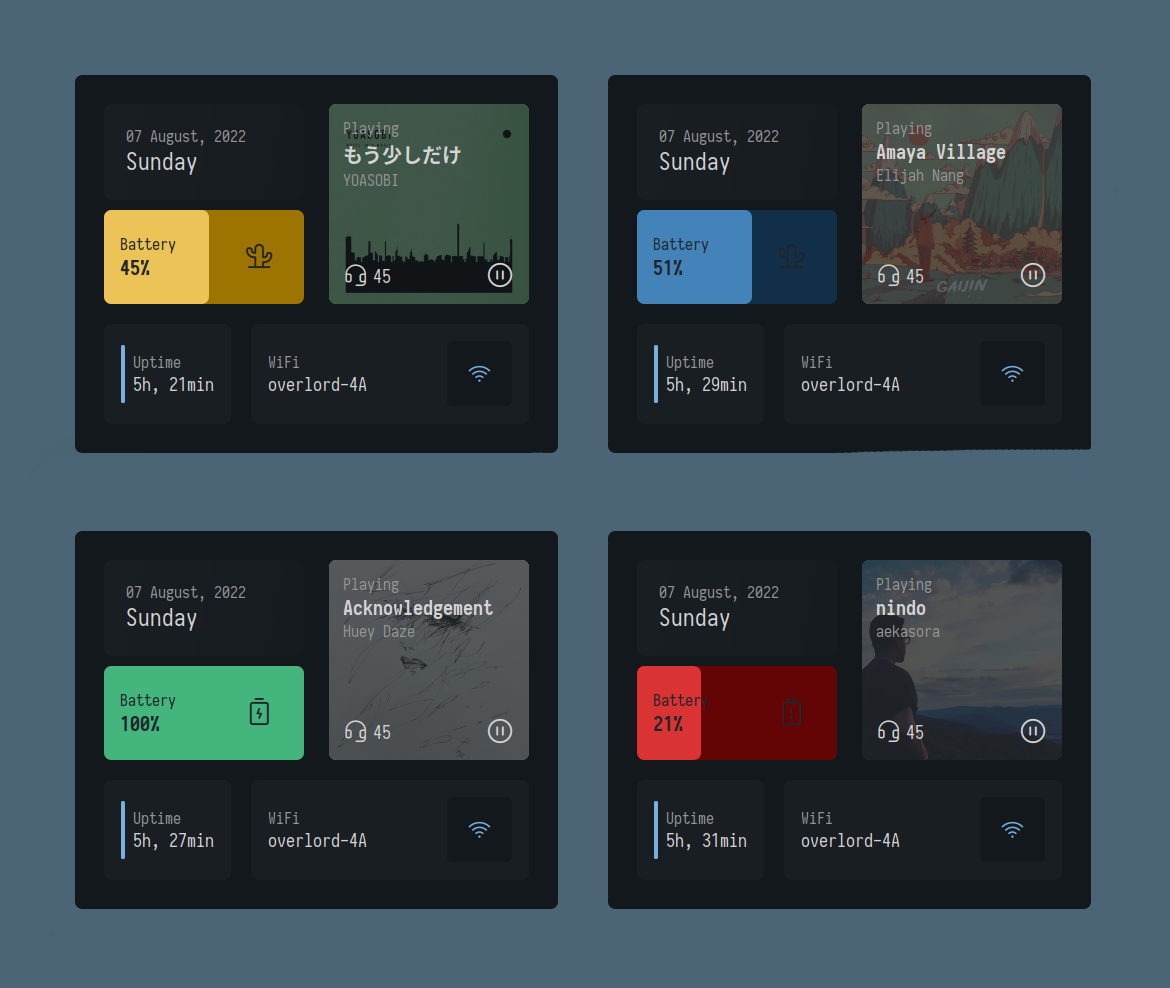 07 August, 2022
Sunday
Playing
もう少しだけ
YOASOBI
Battery
45%
45
Uptime
5h, 21min
WiFi
overlord-4A
07 August, 2022
Sunday
Playing
Amaya Village
Elijah Nang
Battery
51%
GAIJIN
45
Uptime
5h, 29min
WiFi
overlord-4A
07 August, 2022
Sunday
Playing
Acknowledgement
Huey Daze
Battery
100%
45
Uptime
5h, 27min
WiFi
overlord-4A
07 August, 2022
Sunday
Playing
nindo
aekasora
Battery
21%
45
Uptime
5h, 31min
WiFi
overlord-4A